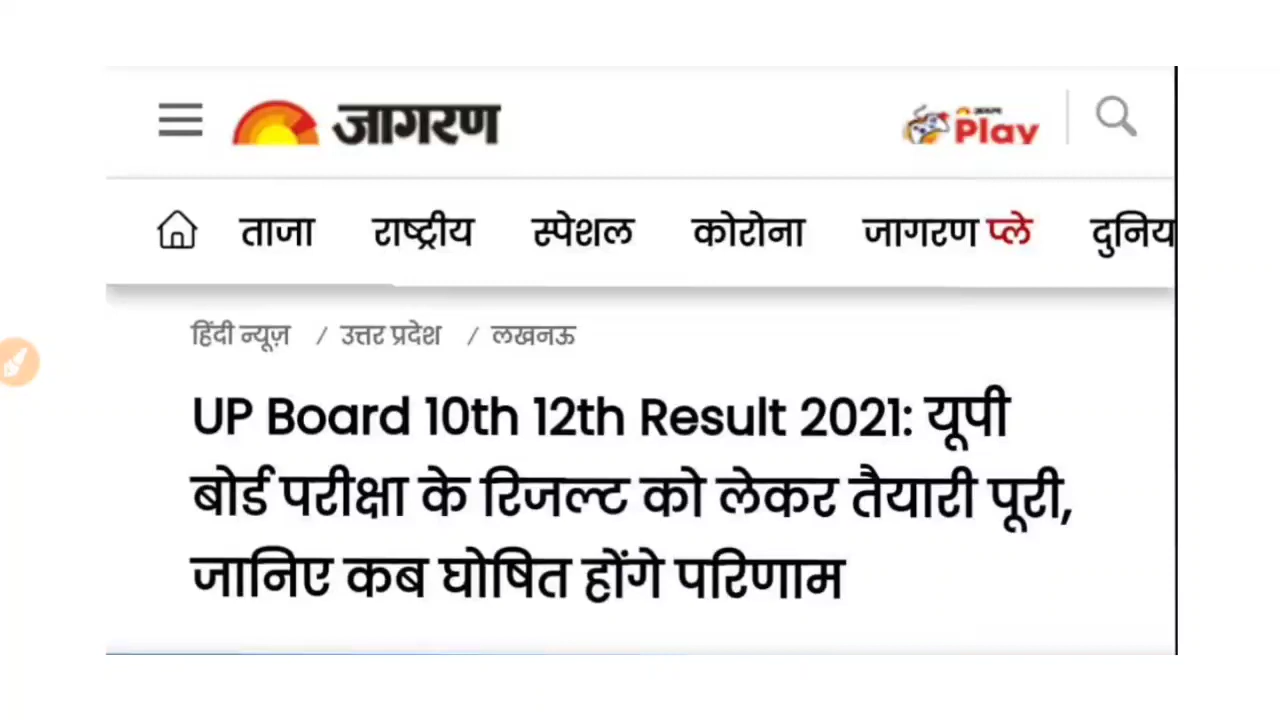 जागरण
जागरण Play
ताजा राष्ट्रीय स्पेशल कोरोना जागरण प्ले दुनिय
हिंदी न्यूज़ / उत्तर प्रदेश / लखनऊ
UP Board 10th 12th Result 2021: यूपी
बोर्ड परीक्षा के रिजल्ट को लेकर तैयारी पूरी,
जानिए कब घोषित होंगे परिणाम